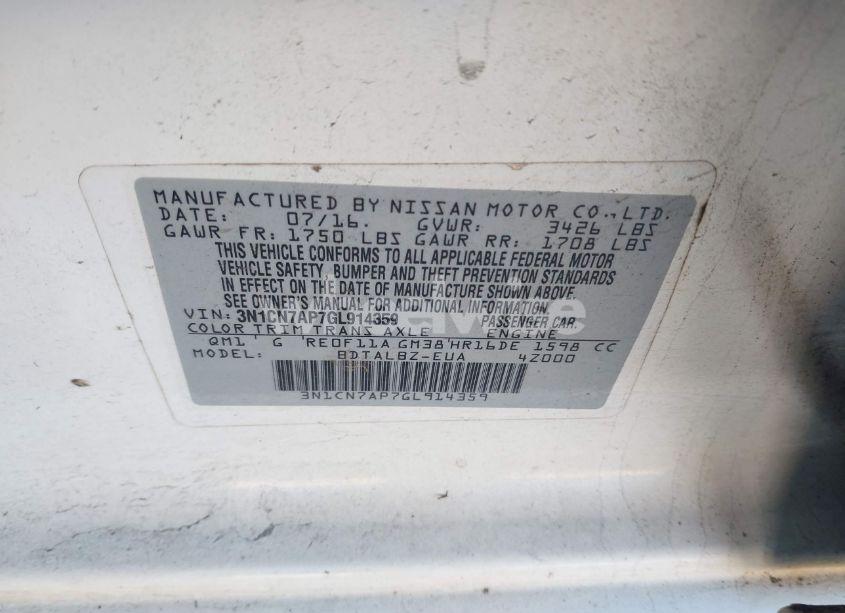 MANUFACTURED BY NISSAN MOTOR CO.,LTD.
DATE: 07/16. GVWR: 3426 LBS
GAWR FR: 1750 LBS GAWR RR: 1708 LBS
THIS VEHICLE CONFORMS TO ALL APPLICABLE FEDERAL MOTOR
VEHICLE SAFETY, BUMPER AND THEFT PREVENTION STANDARDS
IN EFFECT ON THE DATE OF MANUFACTURE SHOWN ABOVE.
SEE OWNER'S MANUAL FOR ADDITIONAL INFORMATION.
VIN: 3N1CN7AP7GL914359 PASSENGER CAR.
COLOR TRIM TRANS AXLE ENGINE
QM1 G RE0F11A GM38 HR16DE 1598 CC
MODEL: BDTALBZ-EUA 4Z000
3N1CN7AP7GL914359